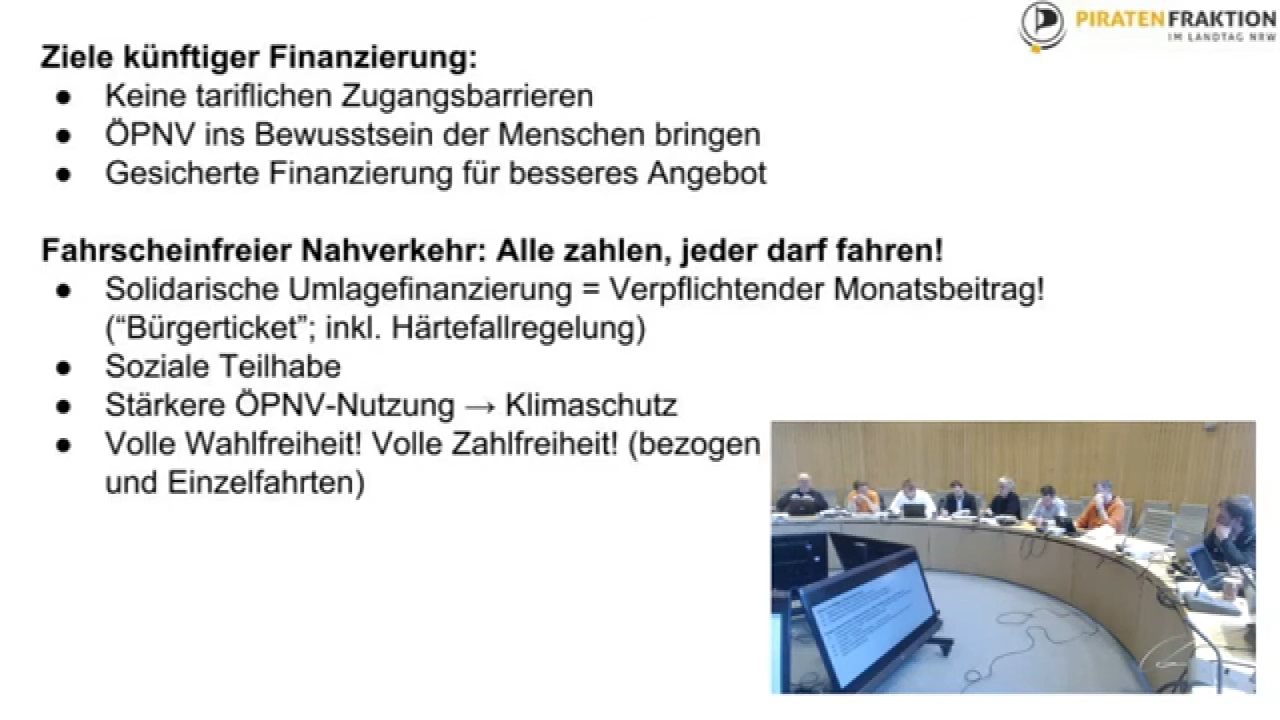 PIRATENFRAKTION
IM LANDTAG NRW
Ziele künftiger Finanzierung:
● Keine tariflichen Zugangsbarrieren
● ÖPNV ins Bewusstsein der Menschen bringen
● Gesicherte Finanzierung für besseres Angebot
Fahrscheinfreier Nahverkehr: Alle zahlen, jeder darf fahren!
● Solidarische Umlagefinanzierung = Verpflichtender Monatsbeitrag!
(“Bürgerticket”; inkl. Härtefallregelung)
● Soziale Teilhabe
● Stärkere ÖPNV-Nutzung → Klimaschutz
● Volle Wahlfreiheit! Volle Zahlfreiheit! (bezogen
und Einzelfahrten)